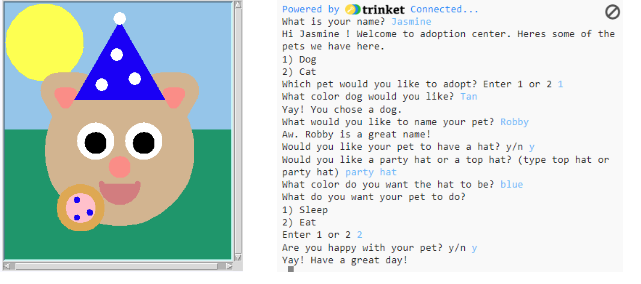 Powered by trinket Connected...
What is your name? Jasmine
Hi Jasmine ! Welcome to adoption center. Heres some of the
pets we have here.
1) Dog
2) Cat
Which pet would you like to adopt? Enter 1 or 2 1
What color dog would you like? Tan
Yay! You chose a dog.
What would you like to name your pet? Robby
Aw. Robby is a great name!
Would you like your pet to have a hat? y/n y
Would you like a party hat or a top hat? (type top hat or
party hat) party hat
What color do you want the hat to be? blue
What do you want your pet to do?
1) Sleep
2) Eat
Enter 1 or 2 2
Are you happy with your pet? y/n y
Yay! Have a great day!